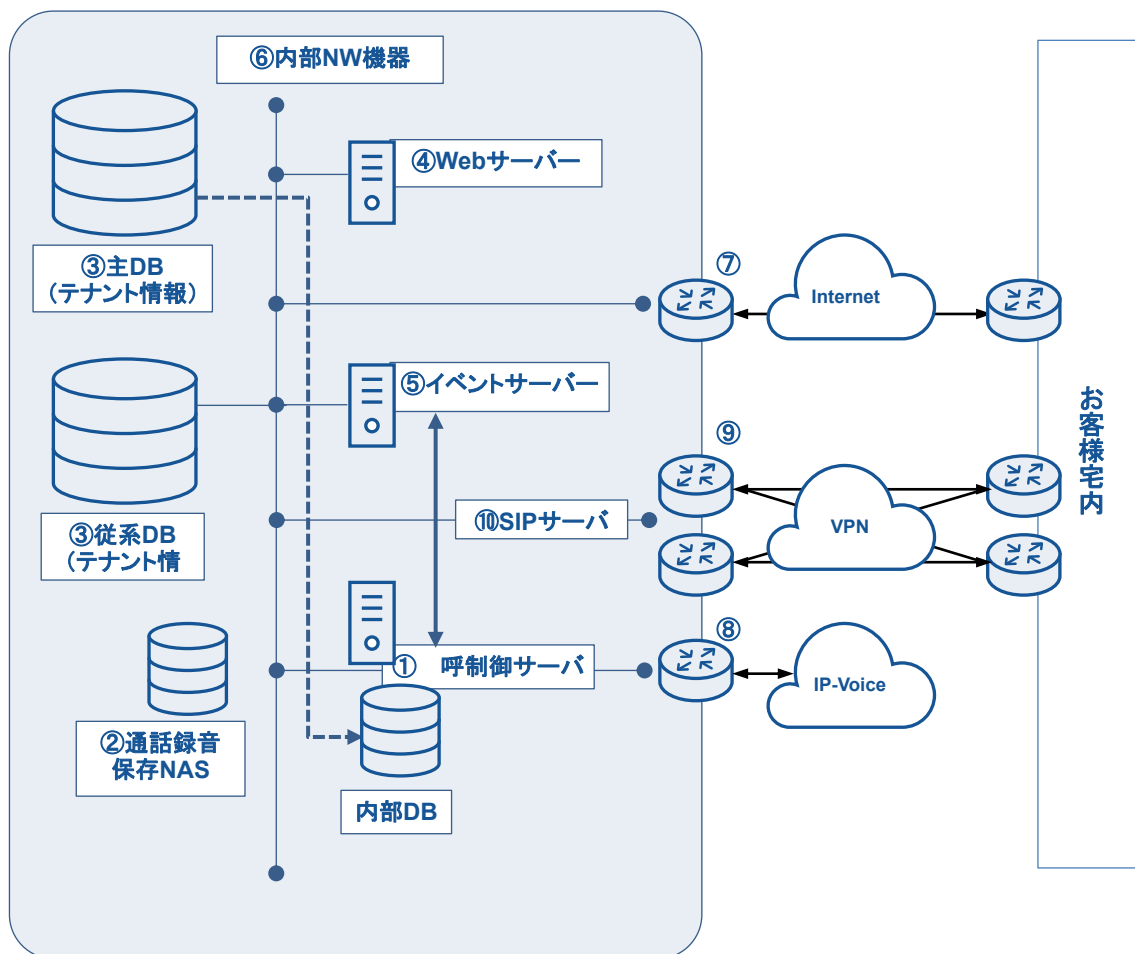 ⑥内部NW機器
④Webサーバー
③主DB
（テナント情報）
⑦
Internet
⑤イベントサーバー
③従系DB
（テナント情
⑨
⑩SIPサーバ
VPN
お客様宅内
⑧
① 呼制御サーバ
IP-Voice
②通話録音
保存NAS
内部DB